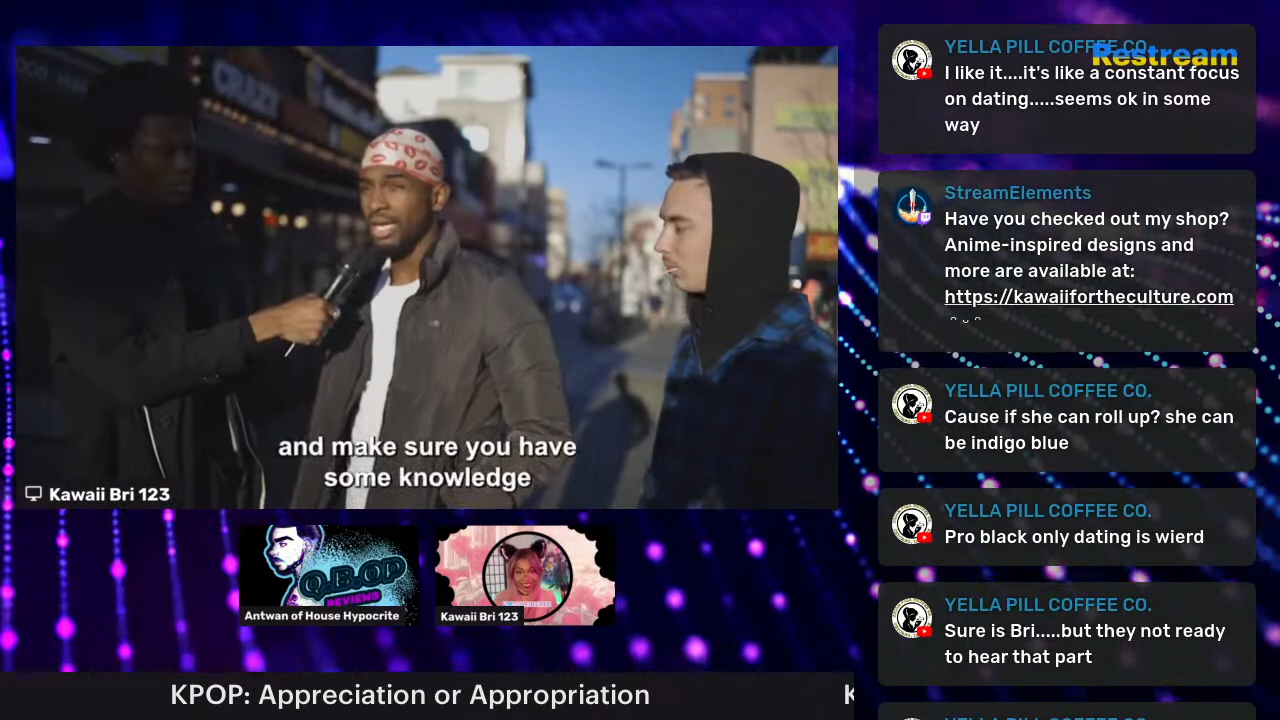 CRAZY
and make sure you have
some knowledge
Kawaii Bri 123
Q.E.OP
REVIEWS
Antwan of House Hypocrite
Kawaii Bri 123
KPOP: Appreciation or Appropriation
K
Restream
YELLA PILL COFFEE CO.
I like it....it's like a constant focus
on dating.....seems ok in some
way
StreamElements
Have you checked out my shop?
Anime-inspired designs and
more are available at:
https://kawaiifortheculture.com
YELLA PILL COFFEE CO.
Cause if she can roll up? she can
be indigo blue
YELLA PILL COFFEE CO.
Pro black only dating is wierd
YELLA PILL COFFEE CO.
Sure is Bri.....but they not ready
to hear that part